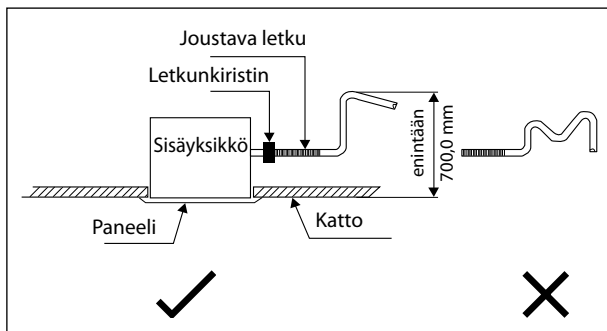 Joustava letku
Letkunkiristin
Sisäyksikkö
enintään
700,0 mm
Paneeli
Katto